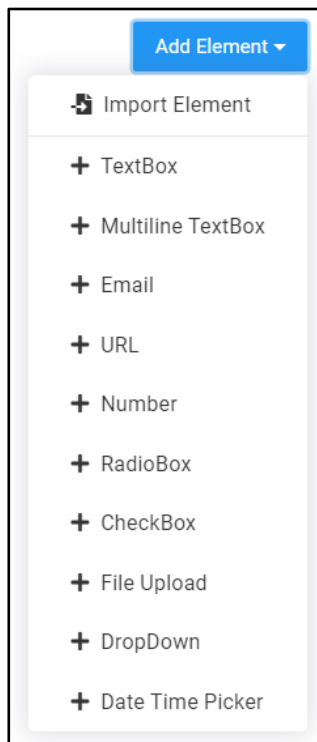 Add Element
Import Element
TextBox
Multiline TextBox
Email
URL
Number
RadioBox
CheckBox
File Upload
DropDown
Date Time Picker